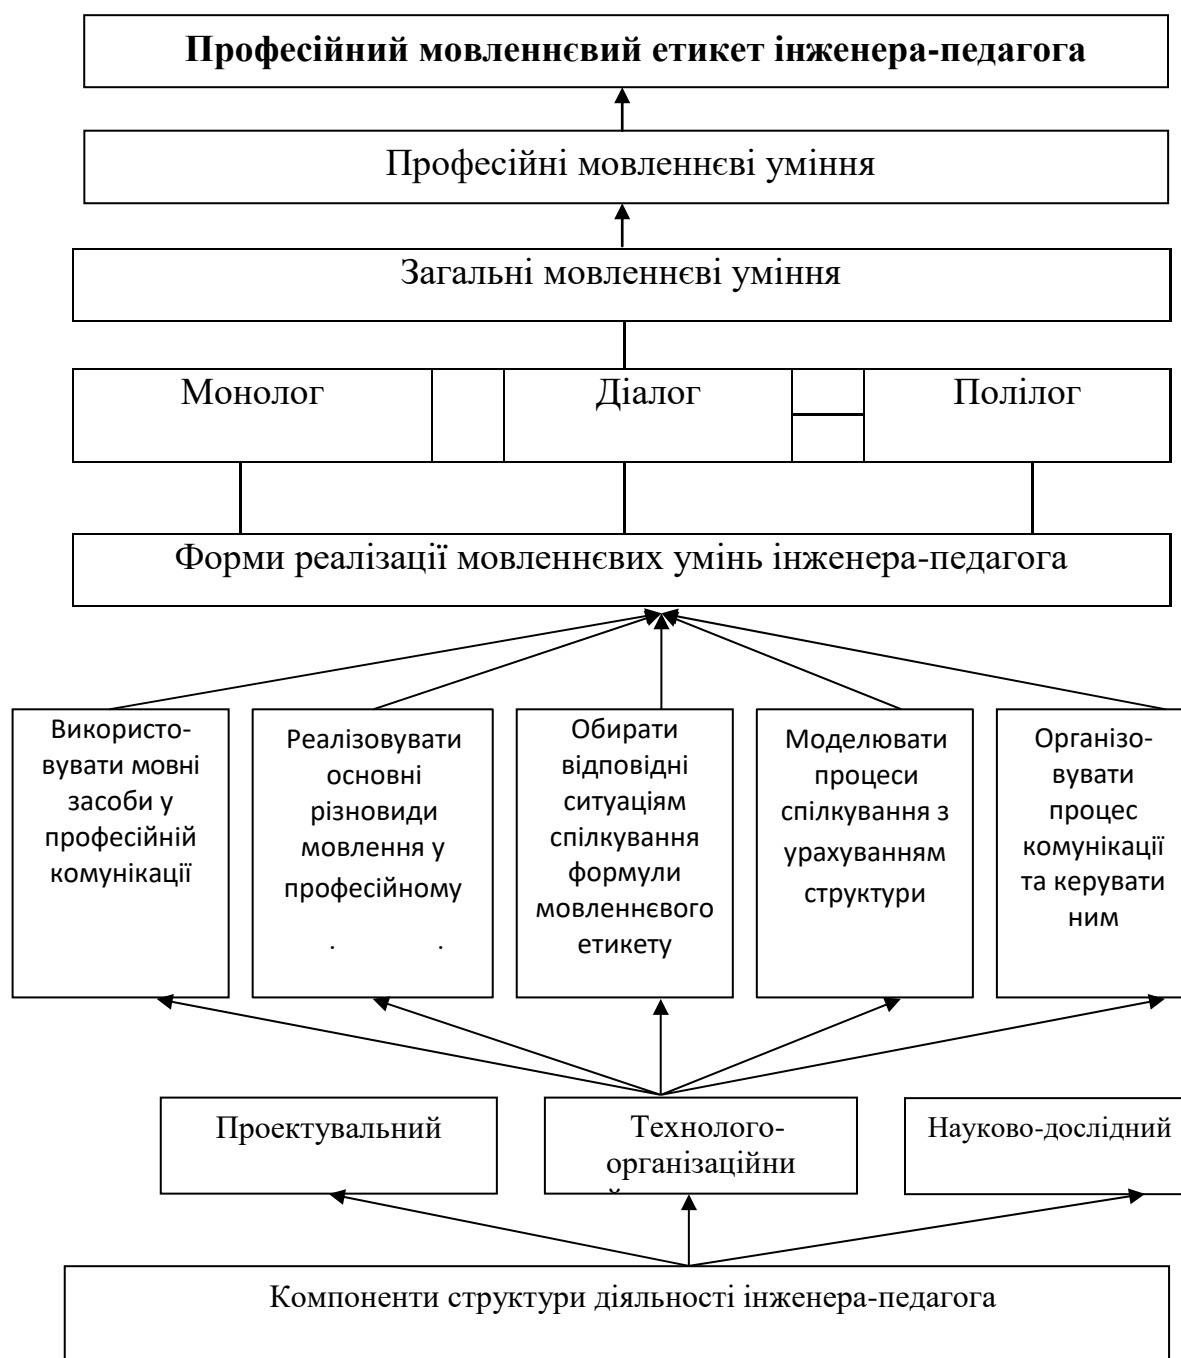 Професійний мовленнєвий етикет інженера-педагога
Професійні мовленнєві уміння
Загальні мовленнєві уміння
Монолог
Діалог
Полілог
Форми реалізації мовленнєвих умінь інженера-педагога
Використо-
вувати мовні
засоби у
професійній
комунікації
Реалізовувати
основні
різновиди
мовлення у
професійному
Обирати
відповідні
ситуаціям
спілкування
формули
мовленнєвого
етикету
Моделювати
процеси
спілкування з
урахуванням
структури
Організо-
вувати
процес
комунікації
та керувати
ним
Проектувальний
Технолого-
організаційни
Науково-дослідний
Компоненти структури діяльності інженера-педагога